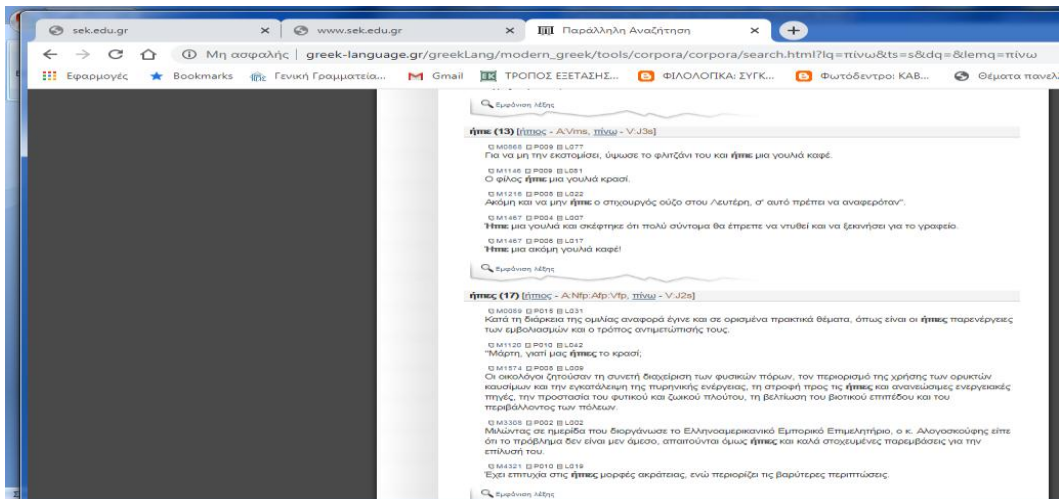 sek.edu.gr
www.sek.edu.gr
Παράλληλη Αναζήτηση
Μη ασφαλής | greek-language.gr/greekLang/modern_greek/tools/corpora/corpora/search.html?lq=πίνω&ts=s&dq=&lemq=πίνω
Εφαρμογές Bookmarks Γενική Γραμματεία... Gmail ΤΡΟΠΟΣ ΕΞΕΤΑΣΗΣ... ΦΙΛΟΛΟΓΙΚΑ: ΣΥΓΚ... Φωτόδεντρο: ΚΑΒ... Θέματα πανελλ
Εμφάνιση λέξης
ήπιε (13) [ήπιος - A:Vms, πίνω - V:J3s]
P009 L077
Για να μη την εκστομίσει, ύψωσε το φλιτζάνι του και ήπιε μια γουλιά καφέ.
M1146 P009 L051
Ο φίλος ήπιε μια γουλιά κρασί.
M1216 P005 L022
Ακόμη και να μην ήπιε ο στιχουργός ούζο στου Λευτέρη, σ' αυτό πρέπει να αναφερόταν".
M1467 P004 L007
Ήπιε μια γουλιά και σκέφτηκε ότι πολύ σύντομα θα έπρεπε να ντυθεί και να ξεκινήσει για το γραφείο.
M1467 P006 L017
Ήπιε μια ακόμη γουλιά καφέ!
Εμφάνιση λέξης
ήπιες (17) [ήπιος - A:Nfp:Afp:Vfp, πίνω - V:J2s]
M0059 P015 L031
Κατά τη διάρκεια της ομιλίας αναφορά έγινε και σε ορισμένα πρακτικά θέματα, όπως είναι οι ήπιες παρενέργειες
των εμβολιασμών και ο τρόπος αντιμετώπισής τους.
M1120 P010 L042
"Μάρτη, γιατί μας ήπιες το κρασί;
M1574 P005 L009
Οι οικολόγοι ζητούσαν τη συνετή διαχείριση των φυσικών πόρων, τον περιορισμό της χρήσης των ορυκτών
καυσίμων και την εγκατάλειψη της πυρηνικής ενέργειας, τη στροφή προς τις ήπιες και ανανεώσιμες ενεργειακές
πηγές, την προστασία του φυτικού και ζωικού πλούτου, τη βελτίωση του βιοτικού επιπέδου και του
περιβάλλοντος των πόλεων.
M3305 P002 L002
Μιλώντας σε ημερίδα που διοργάνωσε το Ελληνοαμερικανικό Εμπορικό Επιμελητήριο, ο κ. Αλογοσκούφης είπε
ότι το πρόβλημα δεν είναι μεν άμεσο, απαιτούνται όμως ήπιες και καλά στοχευμένες παρεμβάσεις για την
επίλυσή του.
M4321 P010 L019
Έχει επιτυχία στις ήπιες μορφές ακράτειας, ενώ περιορίζει τις βαρύτερες περιπτώσεις.
Εμφάνιση λέξης